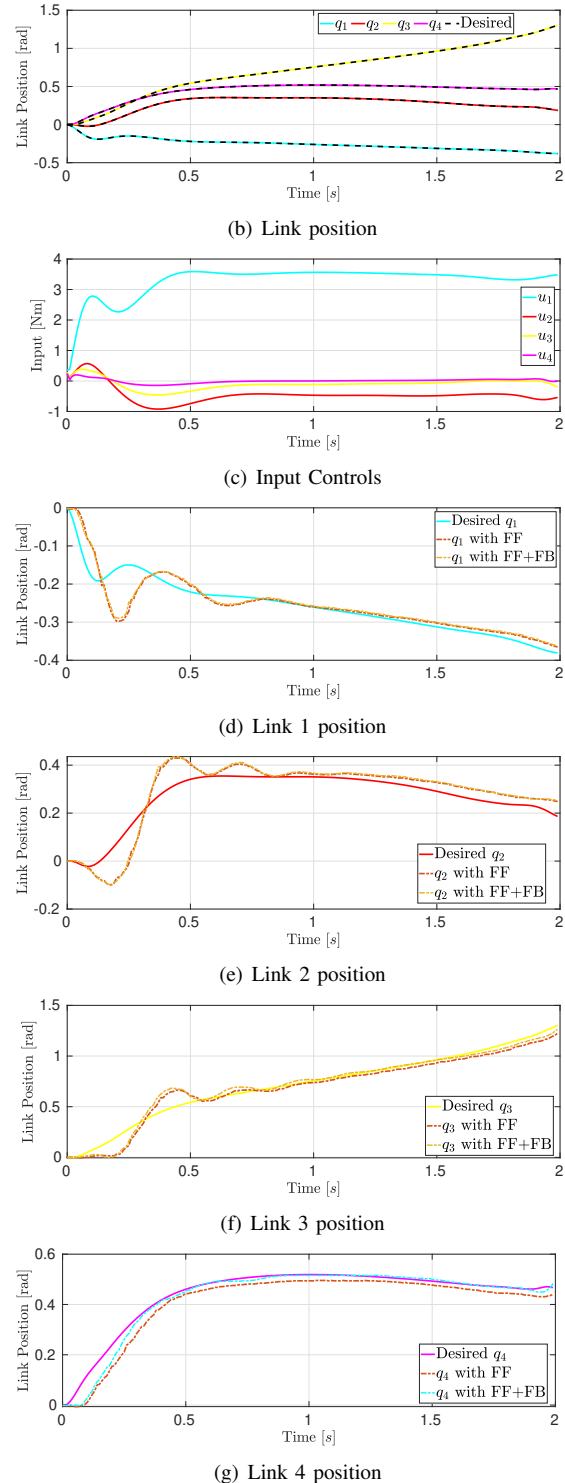 q1 q2 q3 q4 Desired
1.5
1
0.5
0
-0.5
Link Position [rad]
0 0.5 1 1.5 2
Time [s]
(b) Link position
4
3
2
1
0
-1
Input [Nm]
u1
u2
u3
u4
0 0.5 1 1.5 2
Time [s]
(c) Input Controls
0
-0.1
-0.2
-0.3
-0.4
Link Position [rad]
Desired q1
q1 with FF
q1 with FF+FB
0 0.5 1 1.5 2
Time [s]
(d) Link 1 position
0.4
0.2
0
-0.2
Link Position [rad]
Desired q2
q2 with FF
q2 with FF+FB
0 0.5 1 1.5 2
Time [s]
(e) Link 2 position
1.5
1
0.5
0
Link Position [rad]
Desired q3
q3 with FF
q3 with FF+FB
0 0.5 1 1.5 2
Time [s]
(f) Link 3 position
0.6
0.4
0.2
0
Link Position [rad]
Desired q4
q4 with FF
q4 with FF+FB
0 0.5 1 1.5 2
Time [s]
(g) Link 4 position